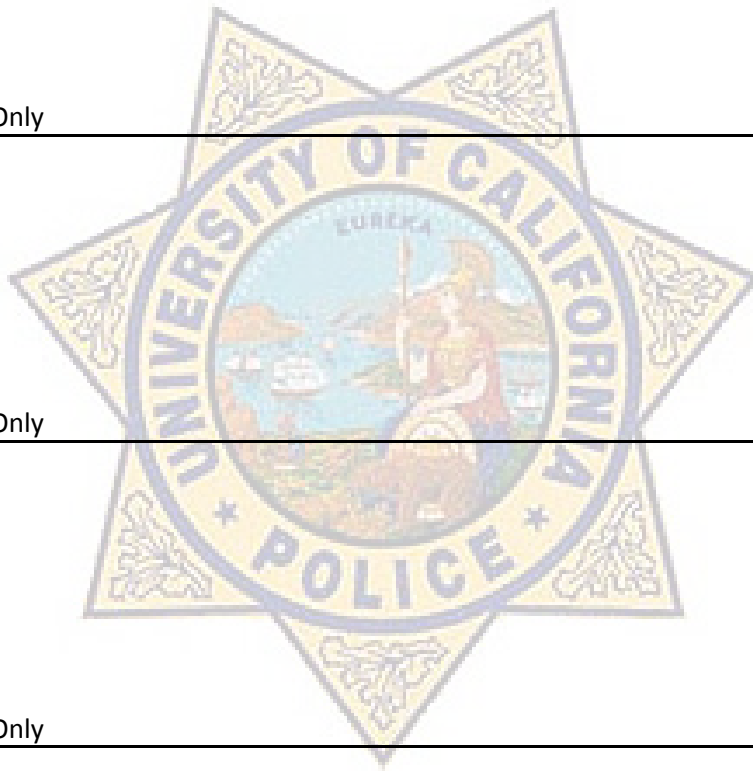 Only
UNIVERSITY OF CALIFORNIA
EUREKA
Only
POLICE
Only